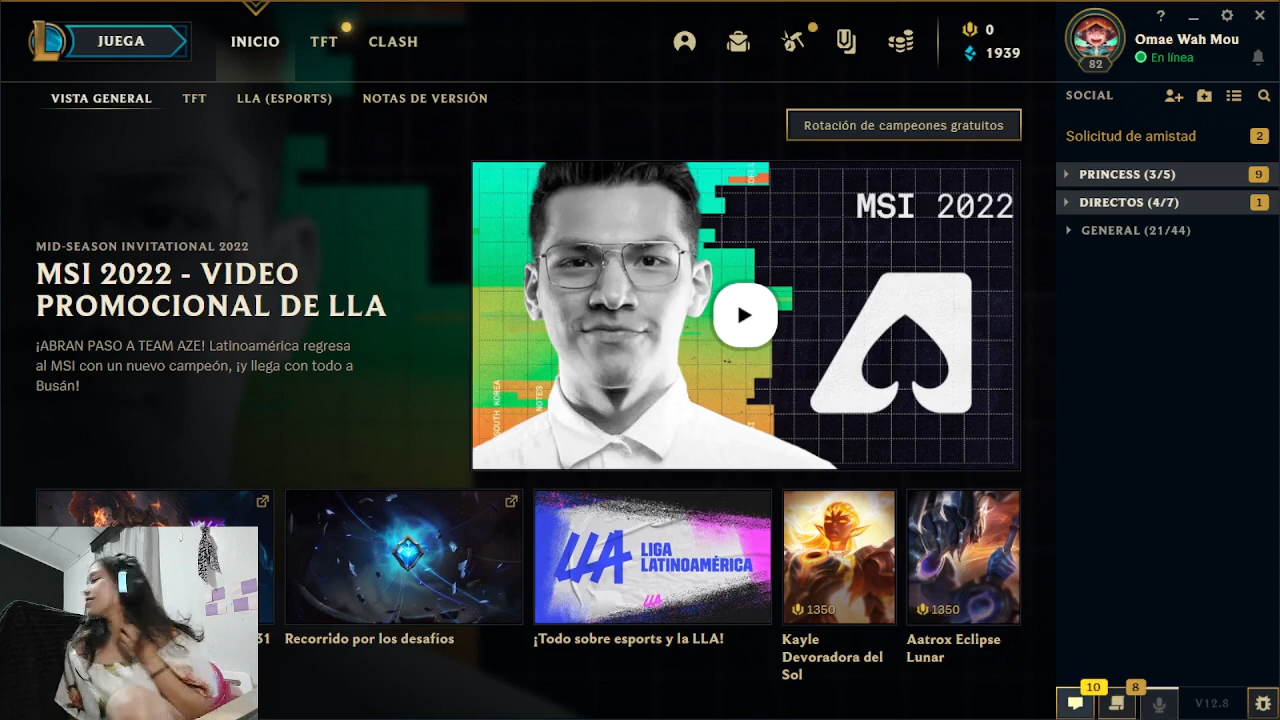 JUEGA
INICIO
TFT
CLASH
0
1939
?
Omae Wah Mou
En línea
82
VISTA GENERAL
TFT
LLA (ESPORTS)
NOTAS DE VERSIÓN
SOCIAL
Rotación de campeones gratuitos
Solicitud de amistad
2
PRINCESS (3/5)
9
DIRECTOS (4/7)
1
GENERAL (21/44)
MSI 2022
MID-SEASON INVITATIONAL 2022
MSI 2022 - VIDEO
PROMOCIONAL DE LLA
¡ABRAN PASO A TEAM AZE! Latinoamérica regresa
al MSI con un nuevo campeón, ¡y llega con todo a
Busán!
SOUTH KOREA
NOTES
LLA
LIGA
LATINOAMÉRICA
1350
1350
31
Recorrido por los desafíos
¡Todo sobre esports y la LLA!
Kayle
Devoradora del
Sol
Aatrox Eclipse
Lunar
10
8
V12.8